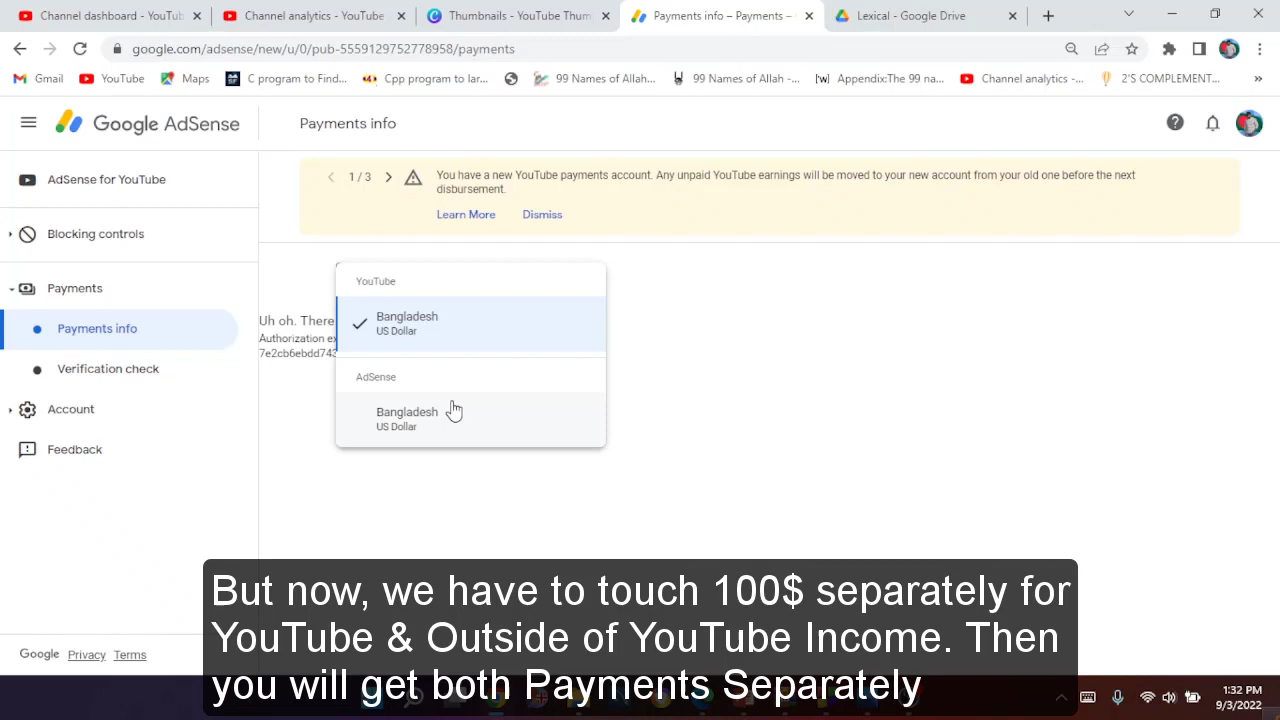 Channel dashboard - YouTub
Channel analytics - YouTube
Thumbnails - YouTube Thum
Payments info – Payments –
Lexical - Google Drive
google.com/adsense/new/u/0/pub-5559129752778958/payments
Gmail
YouTube
Maps
C program to Find...
Cpp program to lar...
99 Names of Allah...
99 Names of Allah -...
[w] Appendix:The 99 na...
Channel analytics -...
2'S COMPLEMENT...
»
Google AdSense
Payments info
AdSense for YouTube
1 / 3
You have a new YouTube payments account. Any unpaid YouTube earnings will be moved to your new account from your old one before the next
disbursement.
Learn More Dismiss
Blocking controls
Payments
Payments info
Verification check
Account
Feedback
Uh oh. There
Authorization ex
7e2cb6ebdd743
YouTube
Bangladesh
US Dollar
AdSense
Bangladesh
US Dollar
But now, we have to touch 100$ separately for
YouTube & Outside of YouTube Income. Then
you will get both Payments Separately
Google Privacy Terms
1:32 PM
9/3/2022